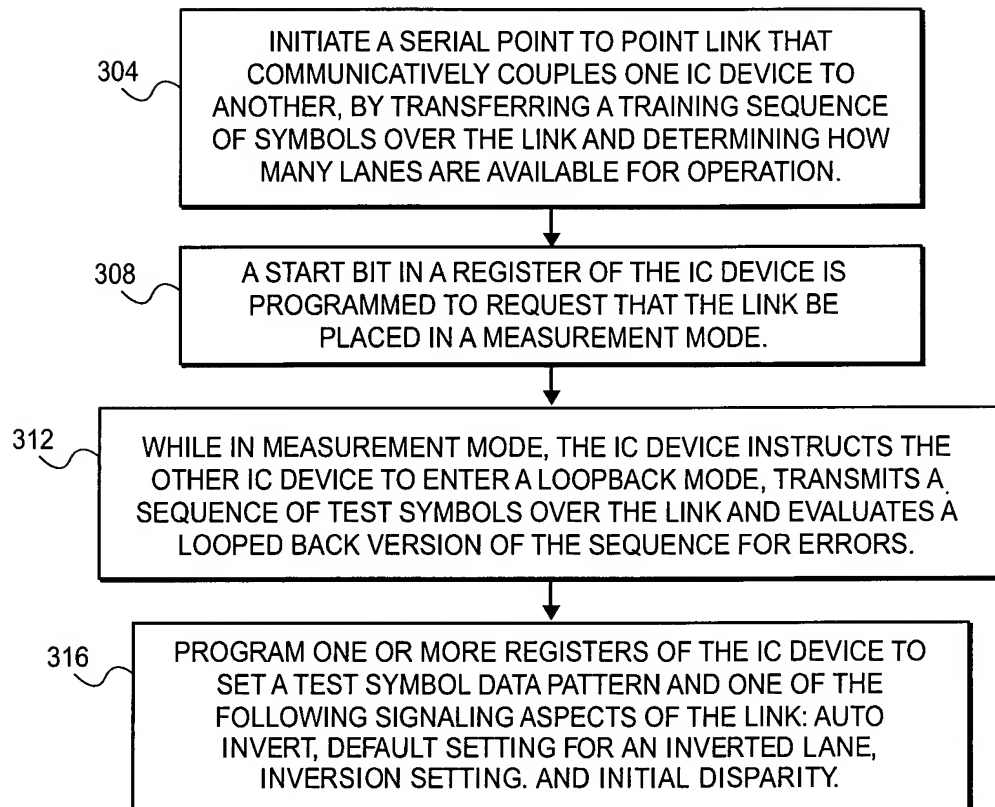 304
INITIATE A SERIAL POINT TO POINT LINK THAT
COMMUNICATIVELY COUPLES ONE IC DEVICE TO
ANOTHER, BY TRANSFERRING A TRAINING SEQUENCE
OF SYMBOLS OVER THE LINK AND DETERMINING HOW
MANY LANES ARE AVAILABLE FOR OPERATION.
308
A START BIT IN A REGISTER OF THE IC DEVICE IS
PROGRAMMED TO REQUEST THAT THE LINK BE
PLACED IN A MEASUREMENT MODE.
312
WHILE IN MEASUREMENT MODE, THE IC DEVICE INSTRUCTS THE
OTHER IC DEVICE TO ENTER A LOOPBACK MODE, TRANSMITS A
SEQUENCE OF TEST SYMBOLS OVER THE LINK AND EVALUATES A
LOOPED BACK VERSION OF THE SEQUENCE FOR ERRORS.
316
PROGRAM ONE OR MORE REGISTERS OF THE IC DEVICE TO
SET A TEST SYMBOL DATA PATTERN AND ONE OF THE
FOLLOWING SIGNALING ASPECTS OF THE LINK: AUTO
INVERT, DEFAULT SETTING FOR AN INVERTED LANE,
INVERSION SETTING. AND INITIAL DISPARITY.